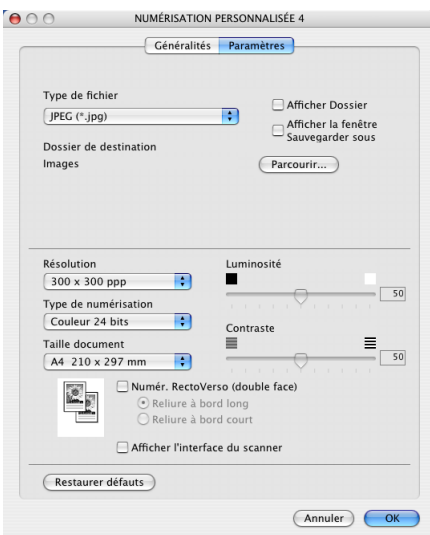 NUMÉRISATION PERSONNALISÉE 4
Généralités Paramètres
Type de fichier
JPEG (*.jpg)
Afficher Dossier
Afficher la fenêtre
Sauvegarder sous
Dossier de destination
Images
Parcourir...
Résolution
300 x 300 ppp
Type de numérisation
Couleur 24 bits
Taille document
A4 210 x 297 mm
Luminosité
50
Contraste
50
Numér. RectoVerso (double face)
Reliure à bord long
Reliure à bord court
Afficher l'interface du scanner
Restaurer défauts
Annuler OK